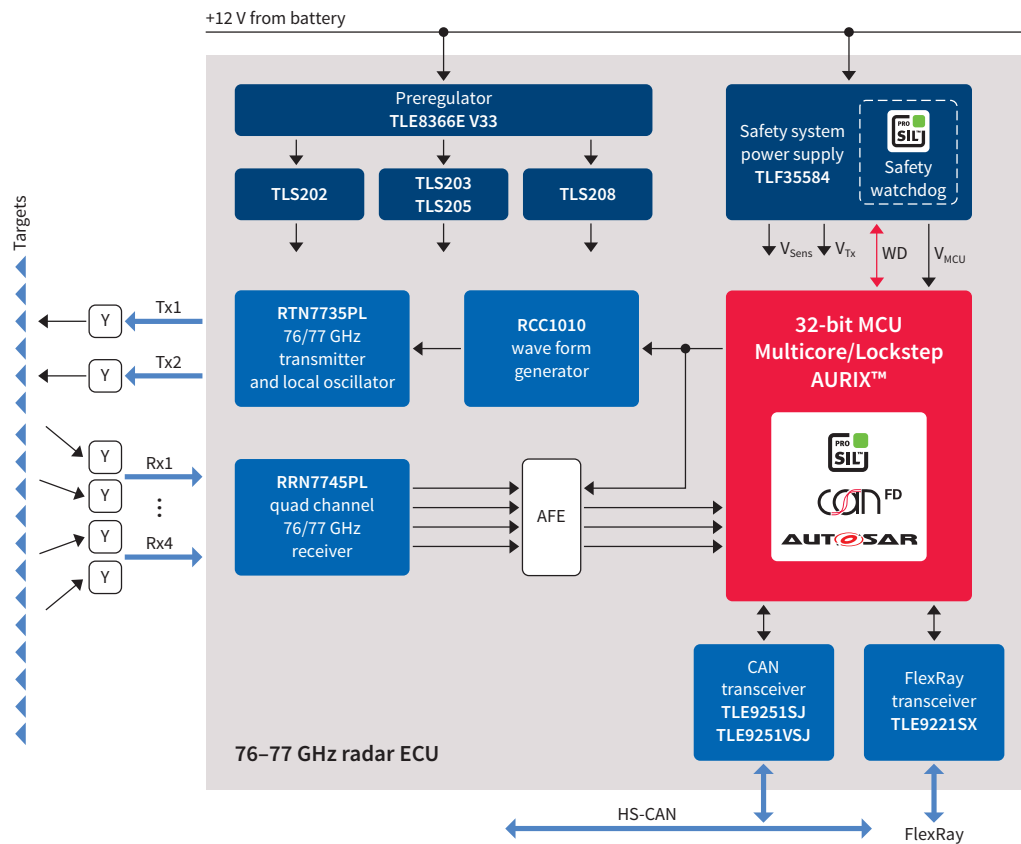 +12 V from battery
Preregulator
TLE8366E V33
TLS202
TLS203
TLS205
TLS208
Safety system
power supply
TLF35584
PRO
SIL™
Safety
watchdog
VSens
VTx
WD
VMCU
Targets
Y
Tx1
Y
Tx2
Y
Rx1
Y
⋮
Y
Rx4
Y
RTN7735PL
76/77 GHz
transmitter
and local oscillator
RCC1010
wave form
generator
32-bit MCU
Multicore/Lockstep
AURIX™
PRO
SIL™
CAN FD
AUTOSAR
RRN7745PL
quad channel
76/77 GHz
receiver
AFE
CAN
transceiver
TLE9251SJ
TLE9251VSJ
FlexRay
transceiver
TLE9221SX
76–77 GHz radar ECU
HS-CAN
FlexRay